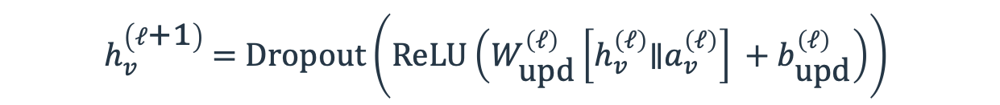 h_v^(ℓ+1) = Dropout(ReLU(W_upd^(ℓ) [h_v^(ℓ)‖a_v^(ℓ)] + b_upd^(ℓ)))